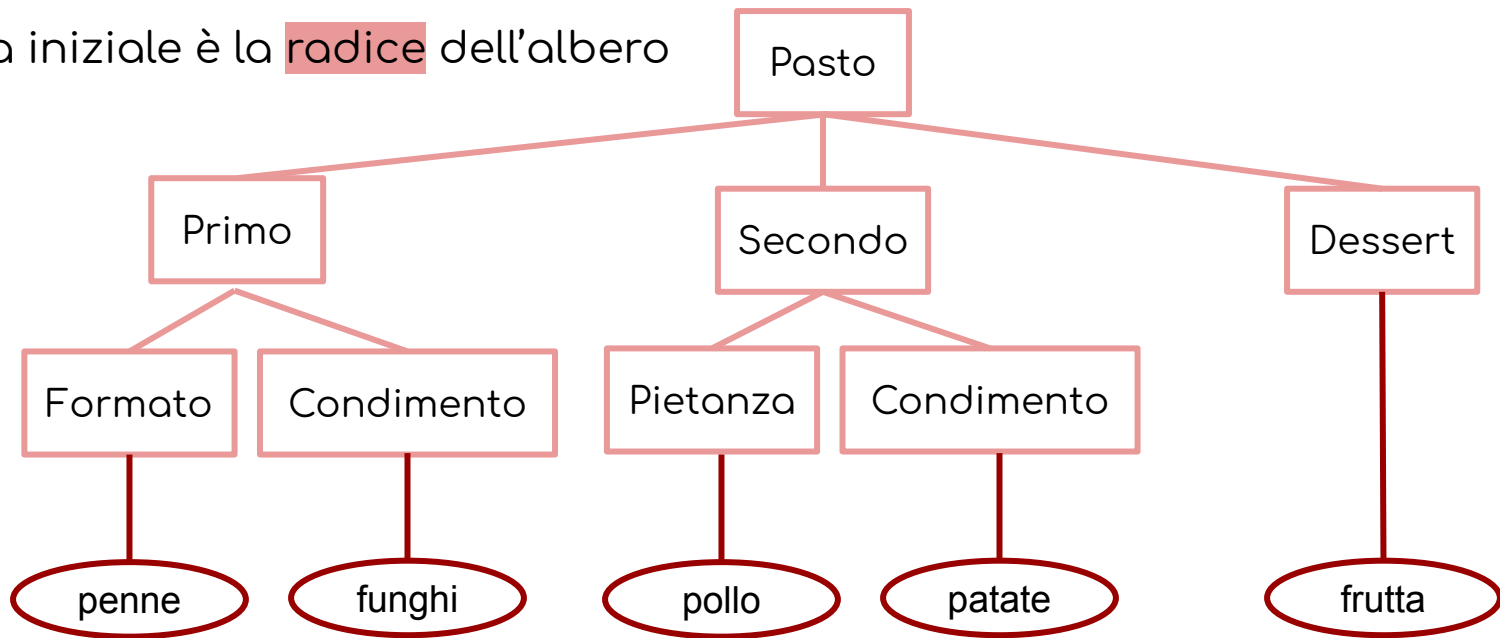 a iniziale è la radice dell'albero
Pasto
Primo
Secondo
Dessert
Formato
Condimento
Pietanza
Condimento
penne
funghi
pollo
patate
frutta